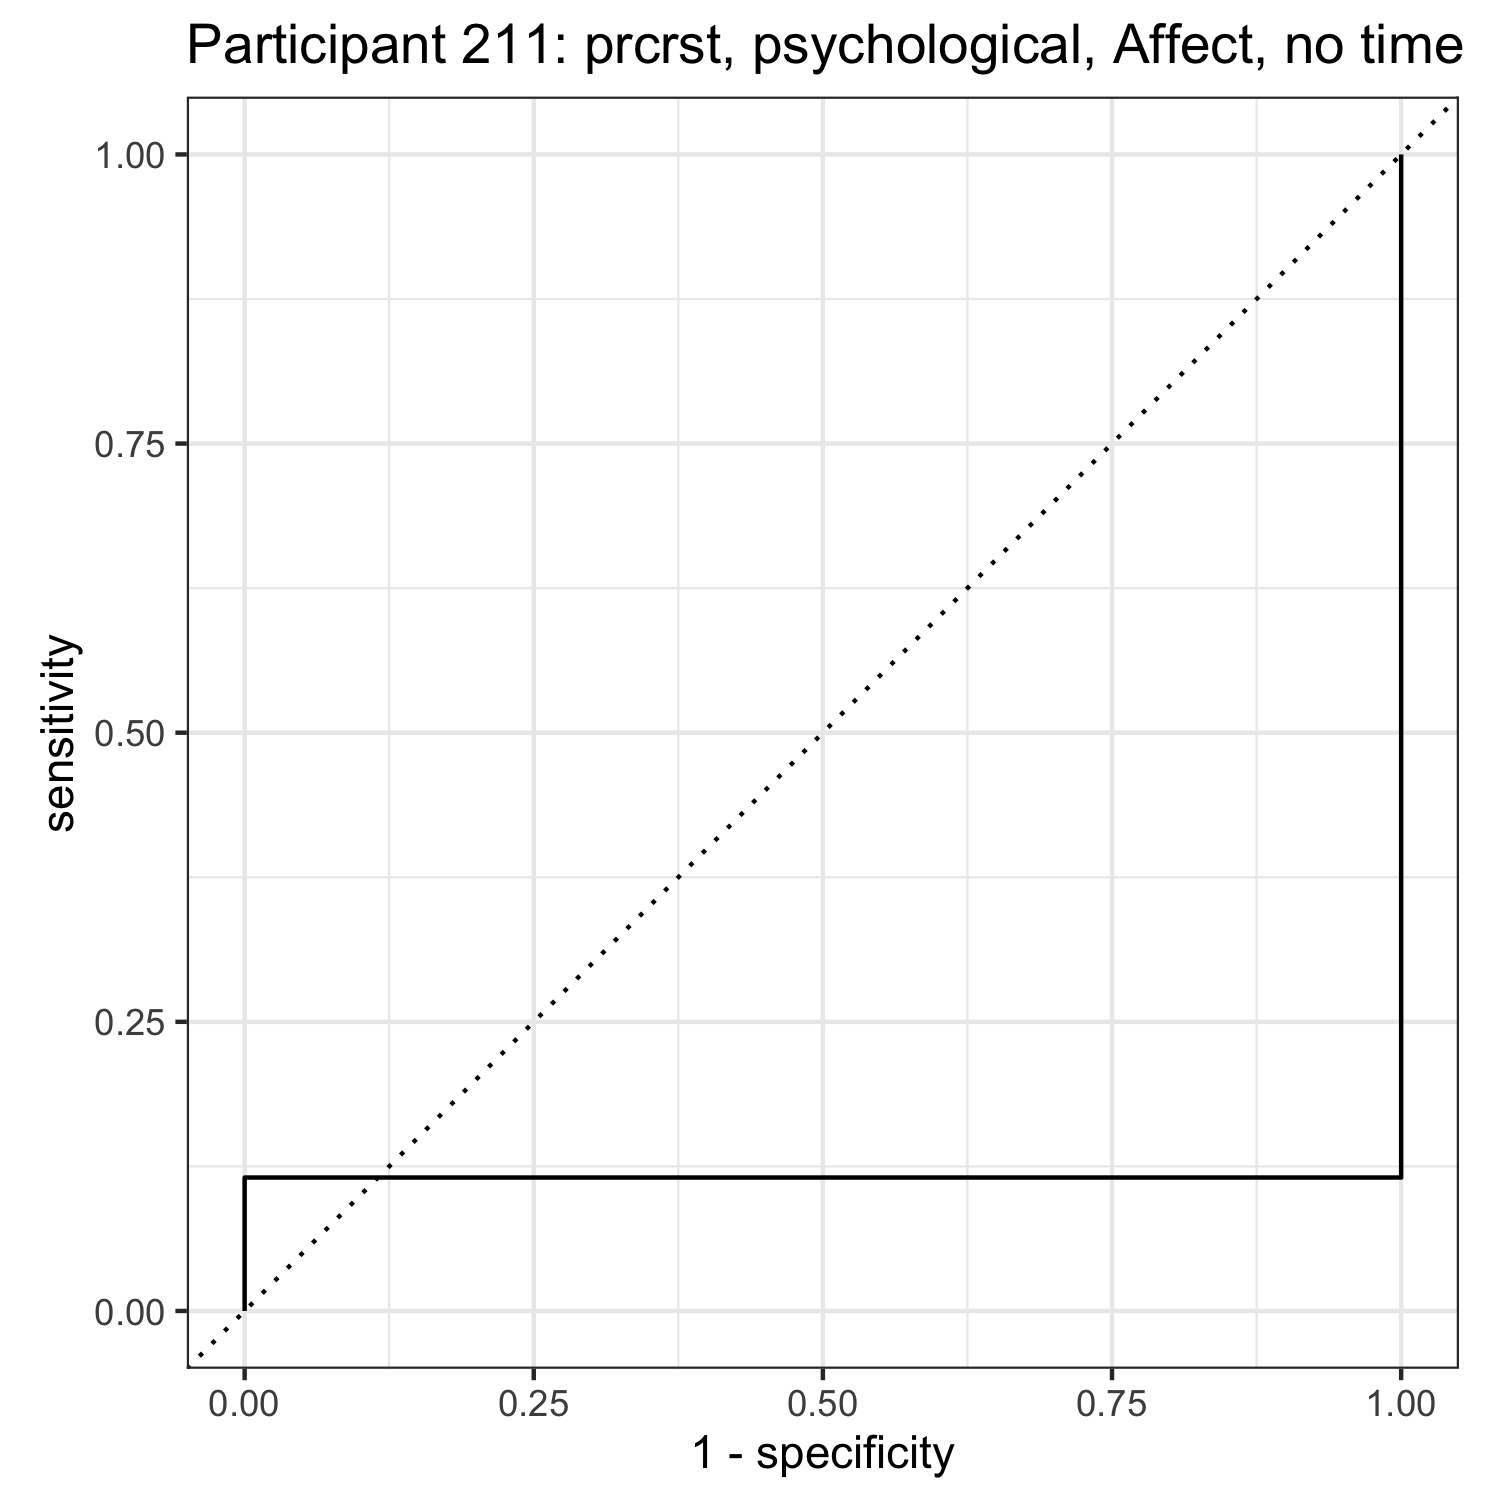 Participant 211: prcrst, psychological, Affect, no time
1.00
0.75
0.50
0.25
0.00
sensitivity
0.00 0.25 0.50 0.75 1.00
1 - specificity